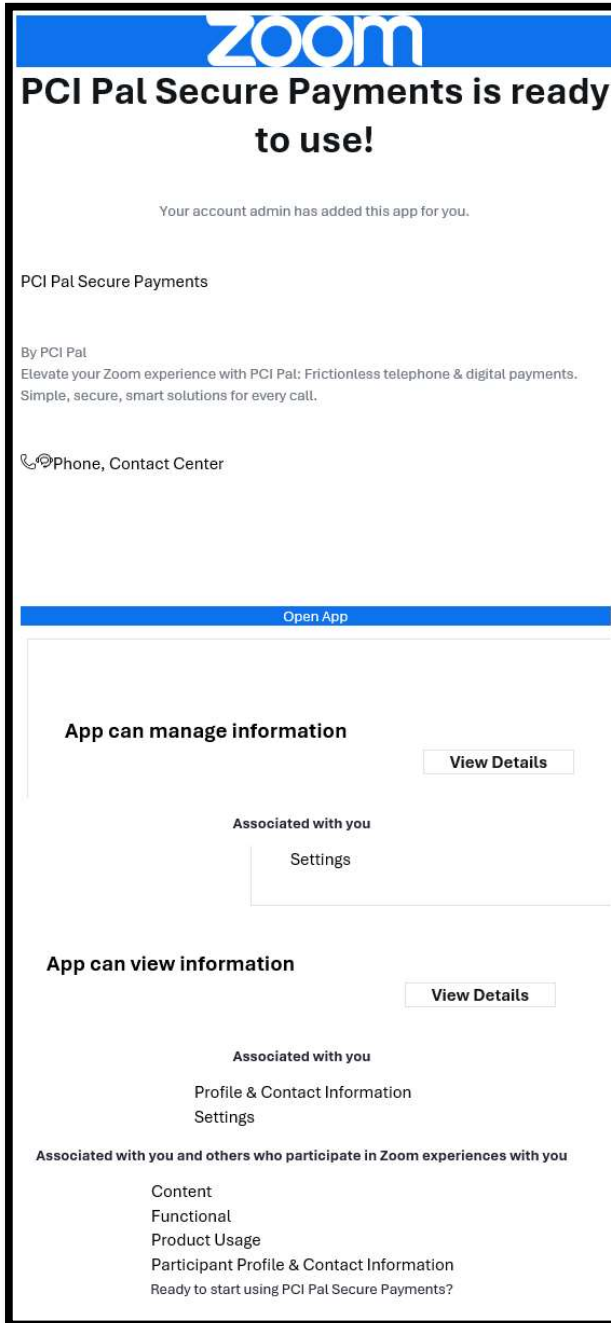 zoom
PCI Pal Secure Payments is ready
to use!
Your account admin has added this app for you.
PCI Pal Secure Payments
By PCI Pal
Elevate your Zoom experience with PCI Pal: Frictionless telephone & digital payments.
Simple, secure, smart solutions for every call.
Phone, Contact Center
Open App
App can manage information
View Details
Associated with you
Settings
App can view information
View Details
Associated with you
Profile & Contact Information
Settings
Associated with you and others who participate in Zoom experiences with you
Content
Functional
Product Usage
Participant Profile & Contact Information
Ready to start using PCI Pal Secure Payments?